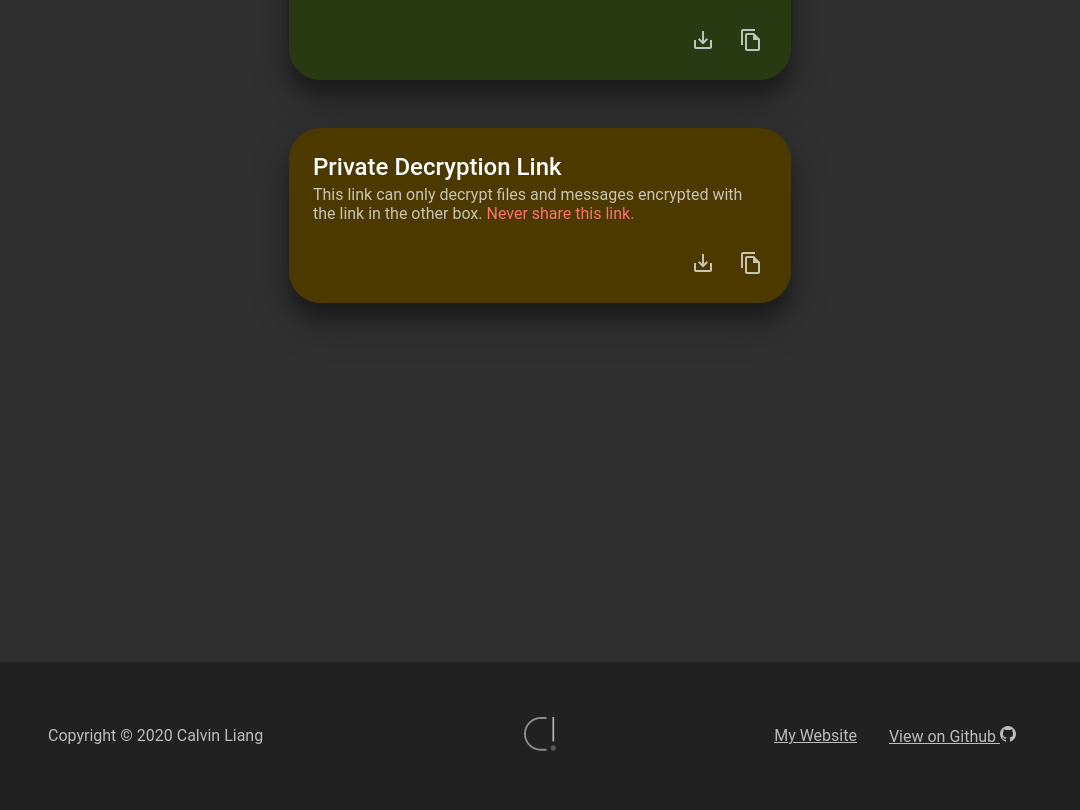 Private Decryption Link
This link can only decrypt files and messages encrypted with
the link in the other box. Never share this link.
Copyright © 2020 Calvin Liang
My Website
View on Github